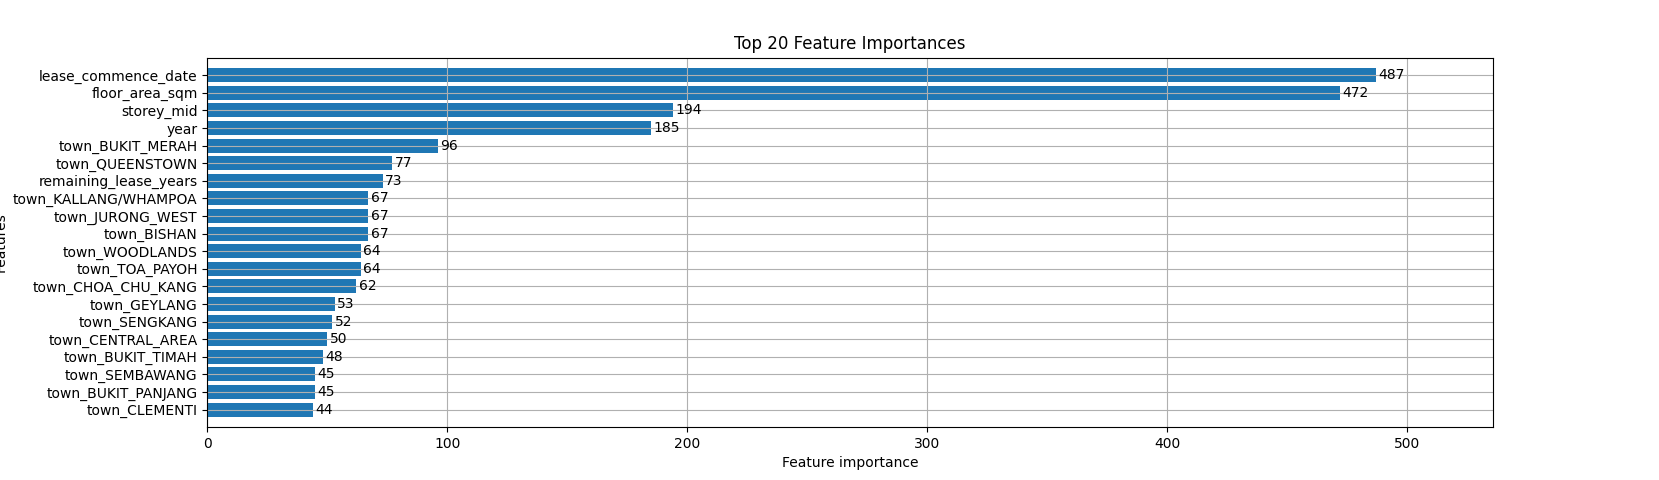 Top 20 Feature Importances
lease_commence_date 487
floor_area_sqm 472
storey_mid 194
year 185
town_BUKIT_MERAH 96
town_QUEENSTOWN 77
remaining_lease_years 73
town_KALLANG/WHAMPOA 67
town_JURONG_WEST 67
town_BISHAN 67
town_WOODLANDS 64
town_TOA_PAYOH 64
town_CHOA_CHU_KANG 62
town_GEYLANG 53
town_SENGKANG 52
town_CENTRAL_AREA 50
town_BUKIT_TIMAH 48
town_SEMBAWANG 45
town_BUKIT_PANJANG 45
town_CLEMENTI 44
0 100 200 300 400 500
Feature importance